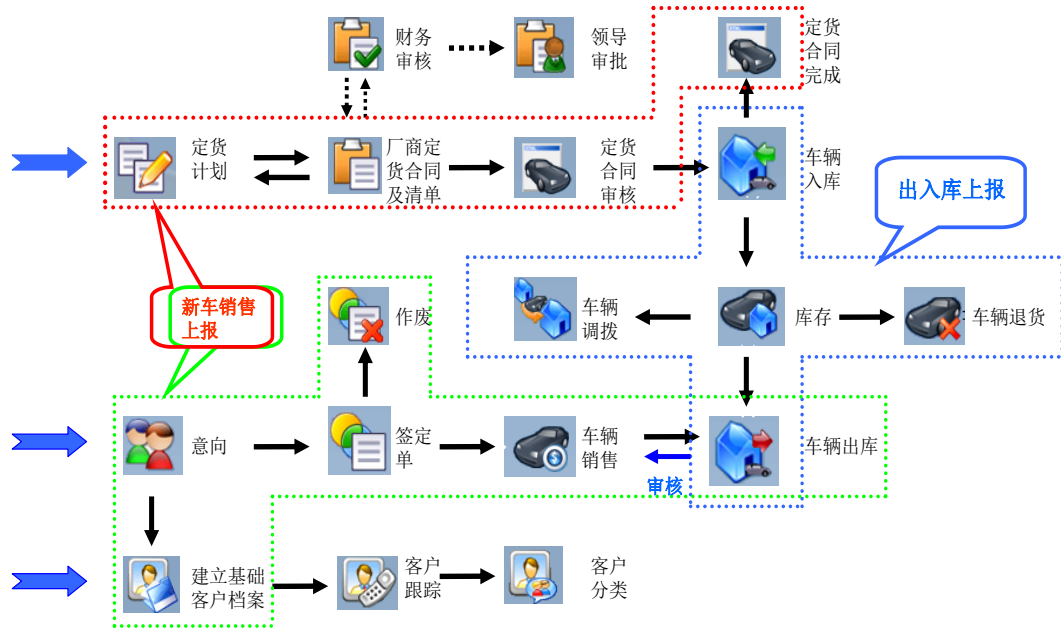 财务
审核
领导
审批
定货
合同
完成
定货
计划
厂商定
货合同
及清单
定货
合同
审核
车辆
入库
出入库上报
新车销售
上报
作废
车辆
调拨
库存
车辆退货
意向
签定
单
车辆
销售
审核
车辆出库
建立基础
客户档案
客户
跟踪
客户
分类